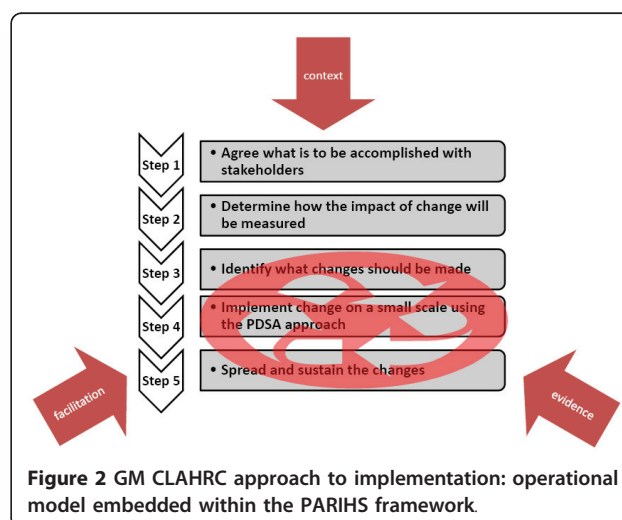 context
Step 1
• Agree what is to be accomplished with
stakeholders
Step 2
• Determine how the impact of change will
be measured
Step 3
• Identify what changes should be made
Step 4
• Implement change on a small scale using
the PDSA approach
Step 5
• Spread and sustain the changes
facilitation
evidence
Figure 2 GM CLAHRC approach to implementation: operational
model embedded within the PARIHS framework.